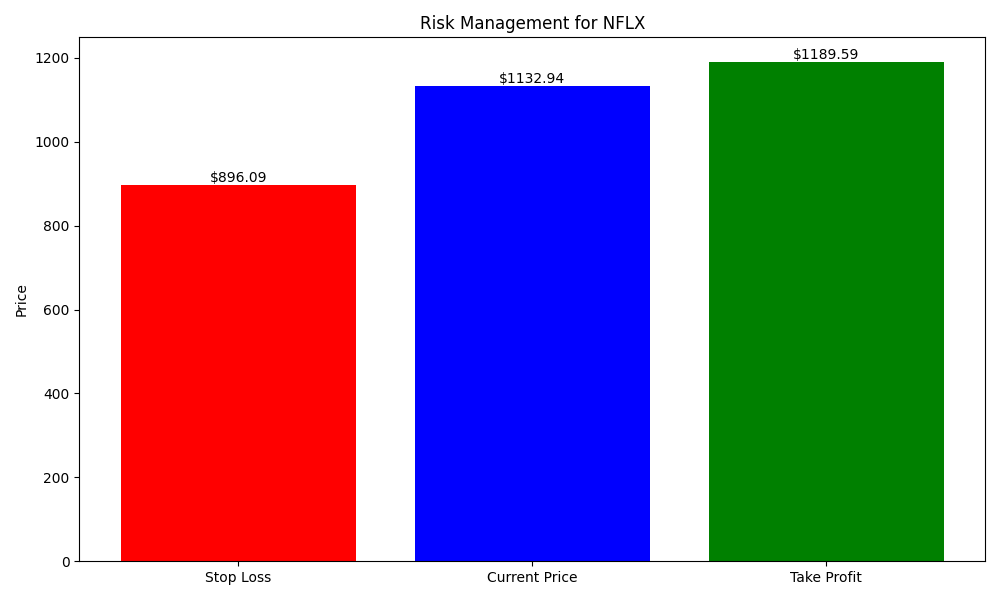 Risk Management for NFLX
1200
1000
800
600
400
200
0
Price
$896.09
$1132.94
$1189.59
Stop Loss
Current Price
Take Profit